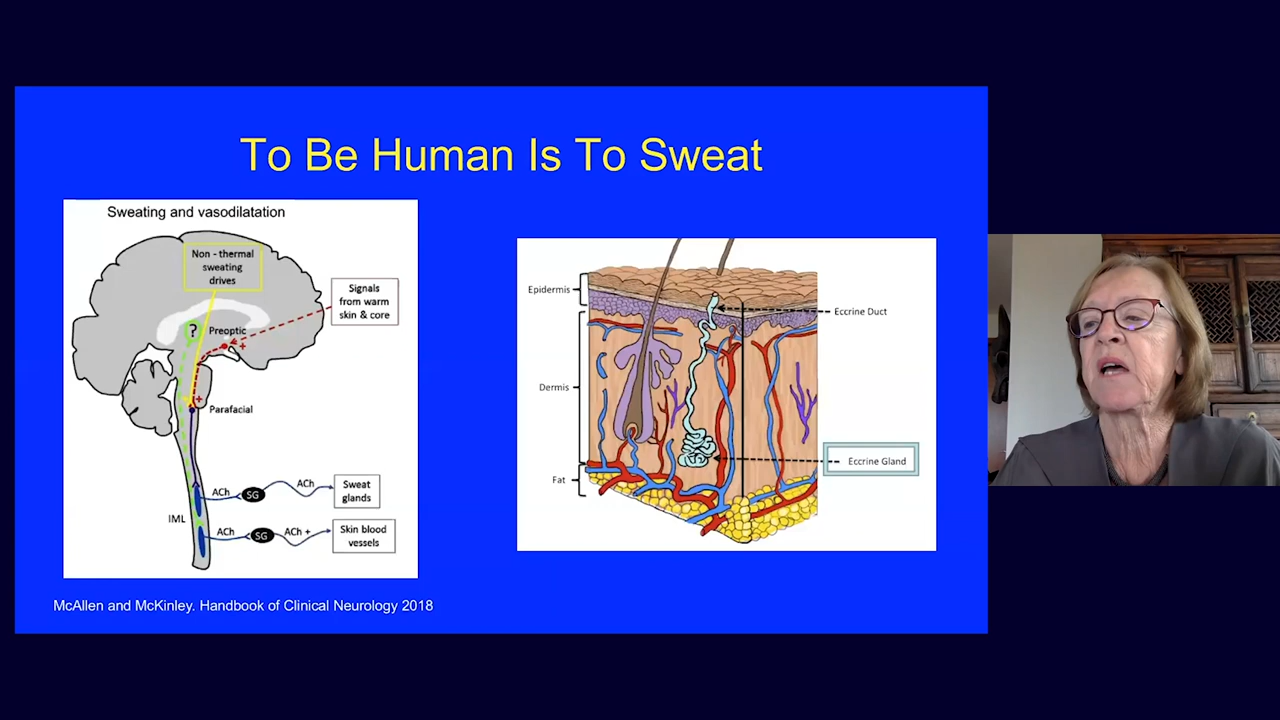 To Be Human Is To Sweat
Sweating and vasodilatation
Non - thermal
sweating
drives
Signals
from warm
skin & core
?
Preoptic
+
+
Parafacial
ACh
SG
ACh
Sweat
glands
IML
ACh
SG
ACh +
Skin blood
vessels
McAllen and McKinley. Handbook of Clinical Neurology 2018
Epidermis
Eccrine Duct
Dermis
Eccrine Gland
Fat